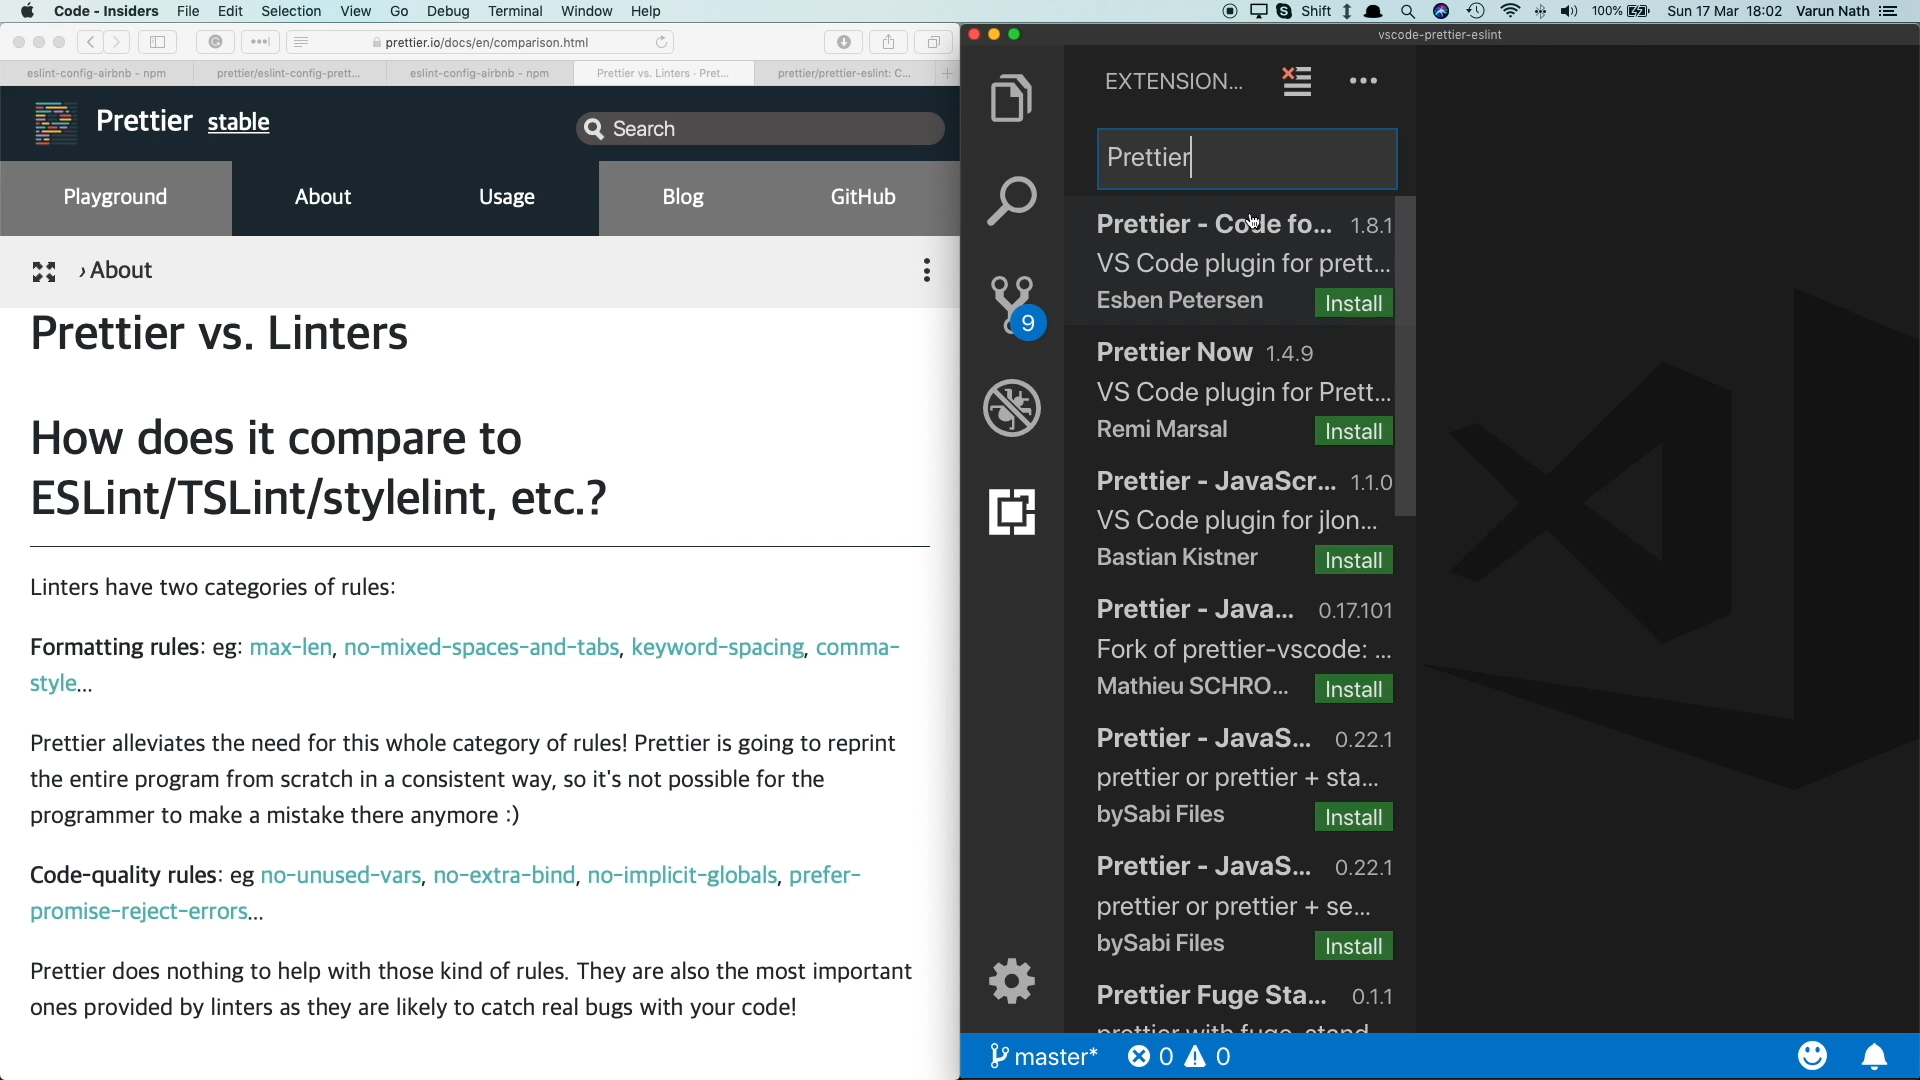 Code - Insiders File Edit Selection View Go Debug Terminal Window Help
Shift 100% Sun 17 Mar 18:02 Varun Nath
prettier.io/docs/en/comparison.html
eslint-config-airbnb - npm
prettier/eslint-config-prett...
eslint-config-airbnb - npm
Prettier vs. Linters · Pret...
prettier/prettier-eslint: C...
Prettier stable
Search
Playground About Usage Blog GitHub
› About
Prettier vs. Linters
How does it compare to
ESLint/TSLint/stylelint, etc.?
Linters have two categories of rules:
Formatting rules: eg: max-len, no-mixed-spaces-and-tabs, keyword-spacing, comma-
style...
Prettier alleviates the need for this whole category of rules! Prettier is going to reprint
the entire program from scratch in a consistent way, so it's not possible for the
programmer to make a mistake there anymore :)
Code-quality rules: eg no-unused-vars, no-extra-bind, no-implicit-globals, prefer-
promise-reject-errors...
Prettier does nothing to help with those kind of rules. They are also the most important
ones provided by linters as they are likely to catch real bugs with your code!
vscode-prettier-eslint
EXTENSION...
Prettier
9
Prettier - Code fo... 1.8.1
VS Code plugin for prett...
Esben Petersen Install
Prettier Now 1.4.9
VS Code plugin for Prett...
Remi Marsal Install
Prettier - JavaScr... 1.1.0
VS Code plugin for jlon...
Bastian Kistner Install
Prettier - Java... 0.17.101
Fork of prettier-vscode: ...
Mathieu SCHRO... Install
Prettier - JavaS... 0.22.1
prettier or prettier + sta...
bySabi Files Install
Prettier - JavaS... 0.22.1
prettier or prettier + se...
bySabi Files Install
Prettier Fuge Sta... 0.1.1
master* 0 0